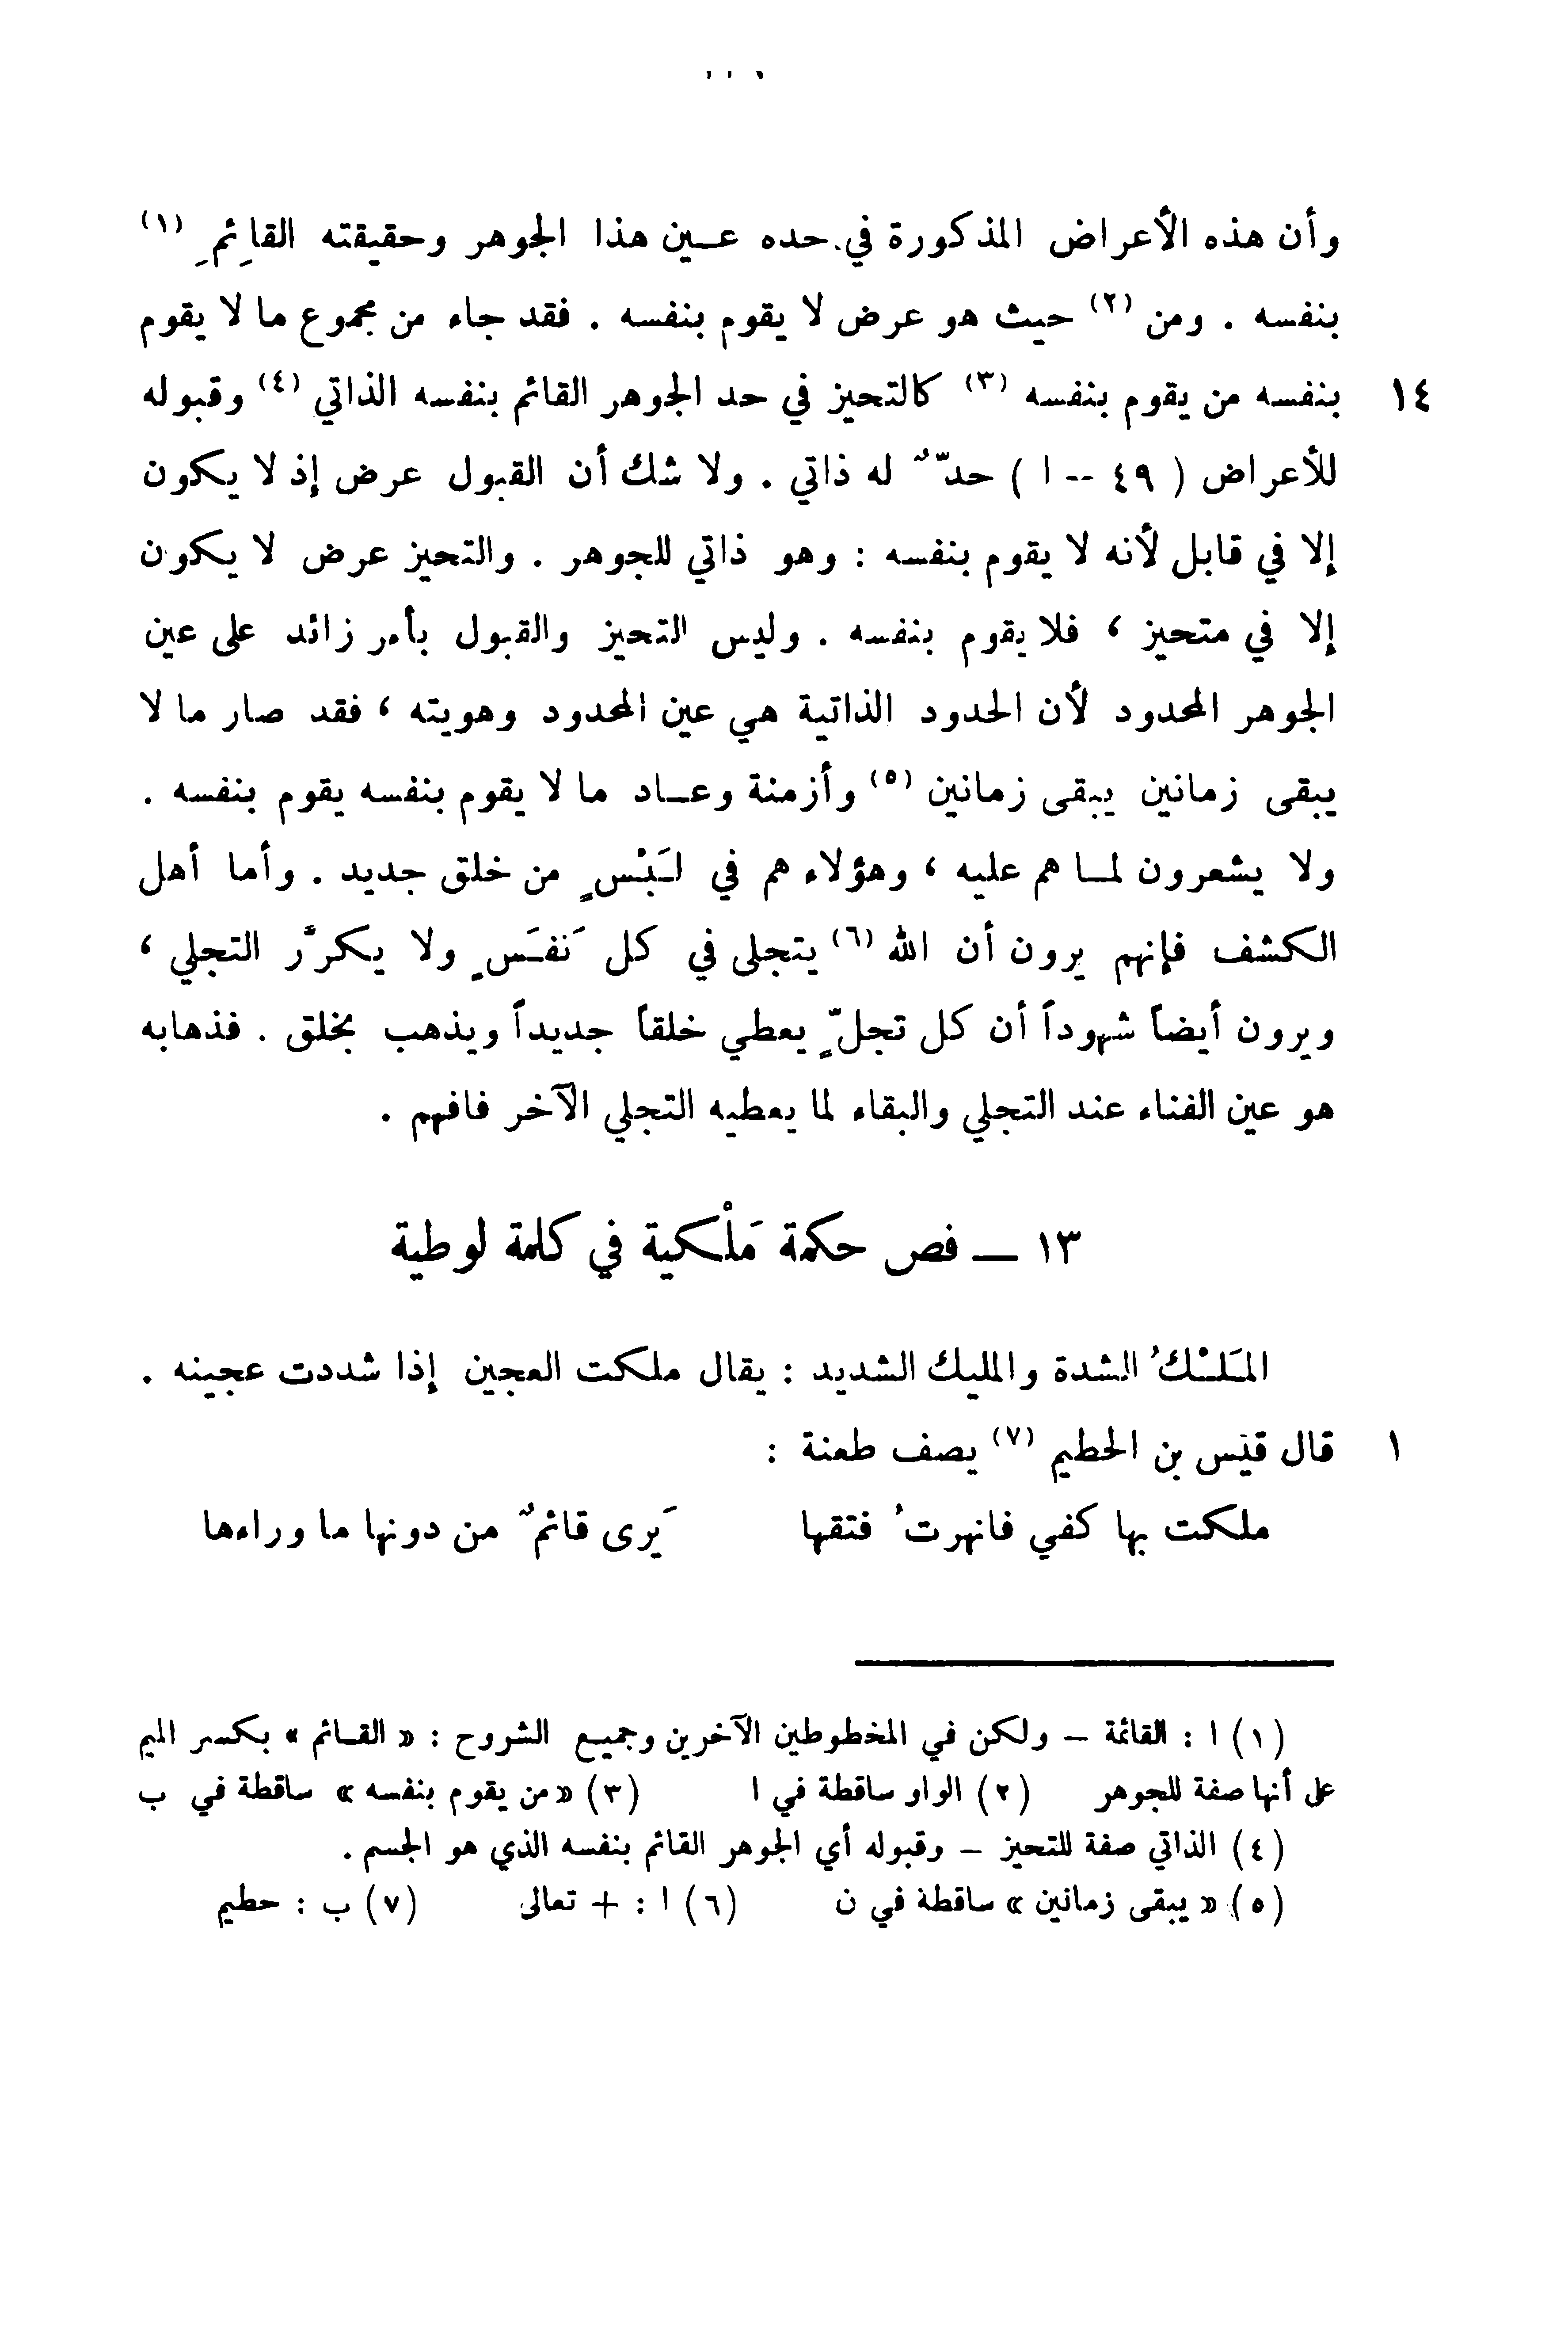 وأن هذه الأعراض المذكورة في حده عـين هذا الجوهر وحقيقته القائِمِ (١)
بنفسه . ومن (٢) حيث هو عرض لا يقوم بنفسه . فقد جاء من مجموع ما لا يقوم
١٤ بنفسه من يقوم بنفسه (٣) كالتحيز في حد الجوهر القائم بنفسه الذاتي (٤) وقبوله
للأعراض ( ٤٩ -- ا ) حدٌّ له ذاتي . ولا شك أن القبول عرض إذ لا يكون
إلا في قابل لأنه لا يقوم بنفسه : وهو ذاتي للجوهر . والتحيز عرض لا يكون
إلا في متحيز ، فلا يقوم بنفسه . وليس التحيز والقبول بأمر زائد على عين
الجوهر المحدود لأن الحدود الذاتية هي عين المحدود وهويته ، فقد صار ما لا
يبقى زمانين يبقى زمانين (٥) وأزمنة وعـاد ما لا يقوم بنفسه يقوم بنفسه .
ولا يشعرون لمـا هم عليه ، وهؤلاء هم في لَبْسٍ من خلق جديد . وأما أهل
الكشف فإنهم يرون أن الله (٦) يتجلى في كل نَفَسٍ ولا يكرَّر التجلي ،
ويرون أيضاً شهوداً أن كل تجلٍّ يعطي خلقاً جديداً ويذهب بخلق . فذهابه
هو عين الفناء عند التجلي والبقاء لما يعطيه التجلي الآخر فافهم .
١٣ — فص حكمة مَلْكية في كلمة لوطية
المَلْكُ الشدة والمليك الشديد : يقال ملكت العجين إذا شددت عجينه .
١ قال قيس بن الحطيم (٧) يصف طعنة :
ملكت بها كفي فانهرتُ فتقها يَرى قائمٌ من دونها ما وراءها
(١) ا : القائمة – ولكن في المخطوطين الآخرين وجميـع الشروح : « القـائم » بكسر الميم
على أنها صفة للجوهر (٢) الواو ساقطة في ا (٣) «من يقوم بنفسه » ساقطة في ب
(٤) الذاتي صفة للتحيز – وقبوله أي الجوهر القائم بنفسه الذي هو الجسم .
(٥) « يبقى زمانين » ساقطة في ن (٦) ا : + تعالى (٧) ب : حطيم